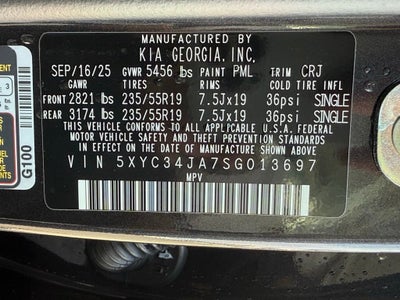 MANUFACTURED BY
KIA GEORGIA, INC.
SEP/16/25 GVWR 5456 lbs PAINT PML TRIM CRJ
GAWR TIRES RIMS COLD TIRE INFL
FRONT 2821 lbs 235/55R19 7.5Jx19 36psi SINGLE
REAR 3174 lbs 235/55R19 7.5Jx19 36psi SINGLE
THIS VEHICLE CONFORMS TO ALL APPLICABLE U.S.
FEDERAL MOTOR VEHICLE SAFETY STANDARDS
IN EFFECT ON THE DATE OF MANUFACTURE SHOWN ABOVE.
VIN 5XYC34JA7SG013697
MPV
G100
3